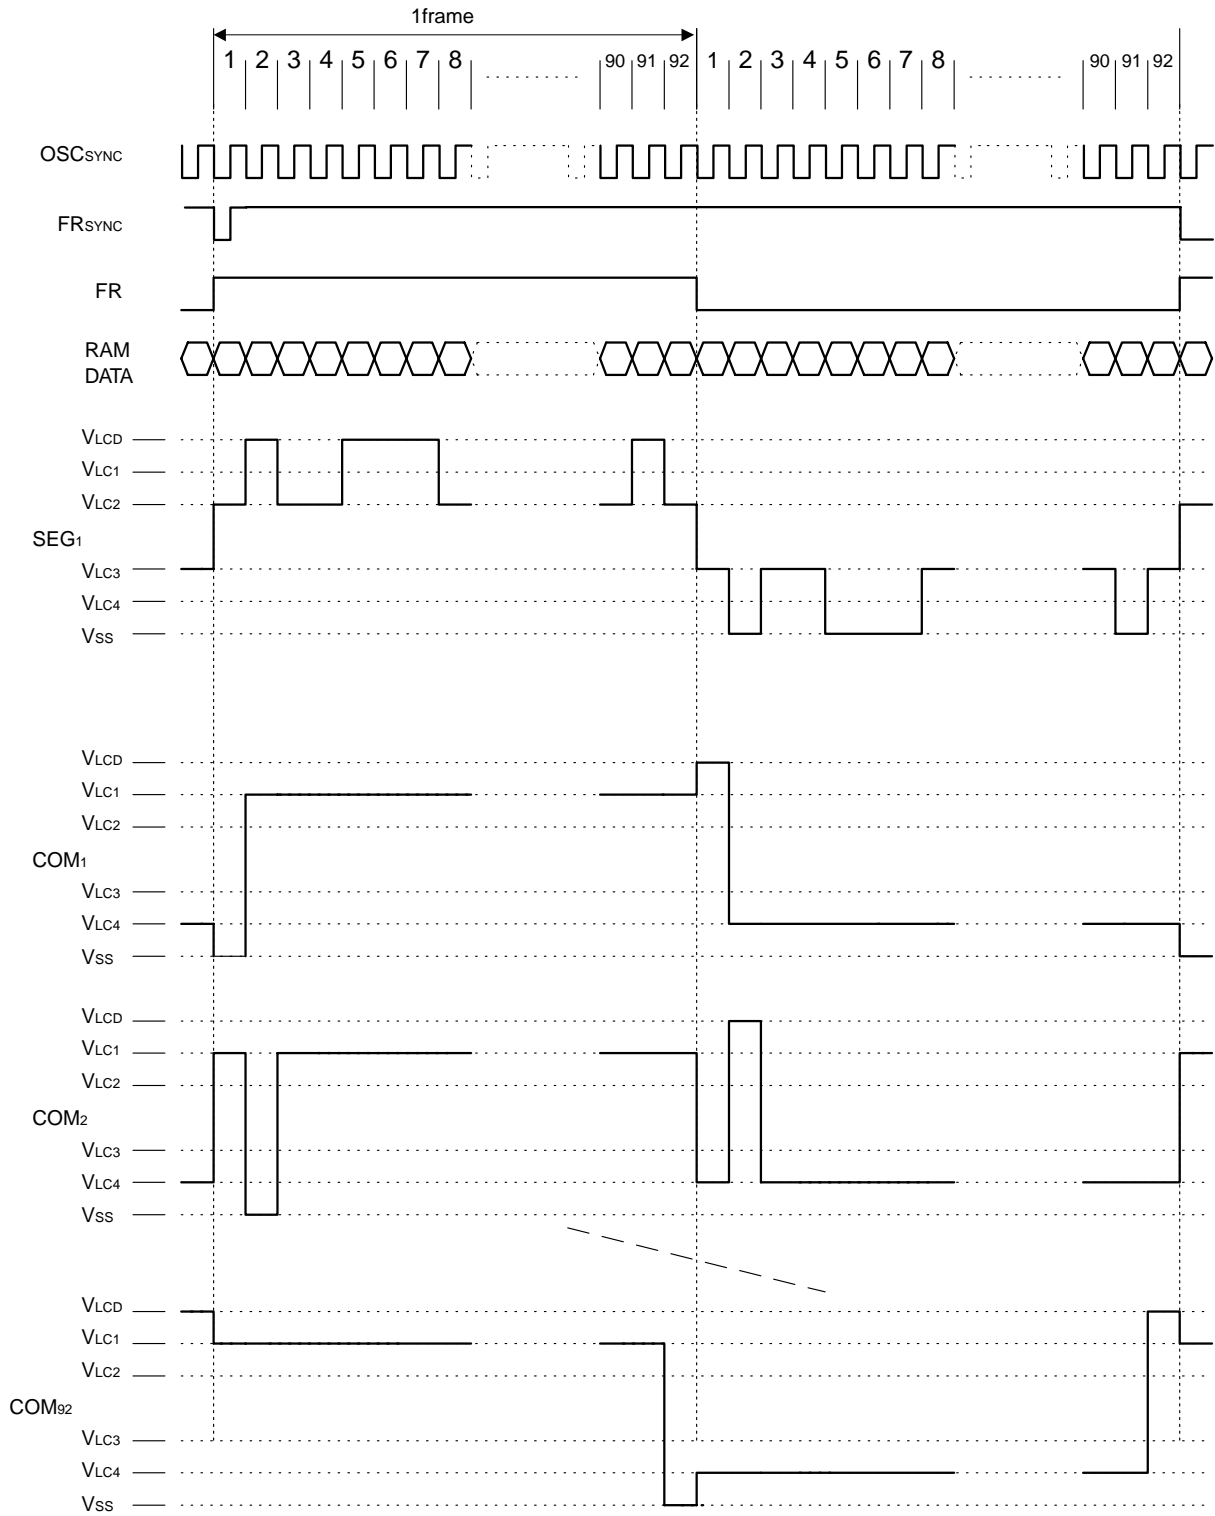 1frame
1 2 3 4 5 6 7 8 90 91 92 1 2 3 4 5 6 7 8 90 91 92
OSCSYNC
FRSYNC
FR
RAM
DATA
VLCD
VLC1
VLC2
SEG1
VLC3
VLC4
VSS
VLCD
VLC1
VLC2
COM1
VLC3
VLC4
VSS
VLCD
VLC1
VLC2
COM2
VLC3
VLC4
VSS
VLCD
VLC1
VLC2
COM92
VLC3
VLC4
VSS